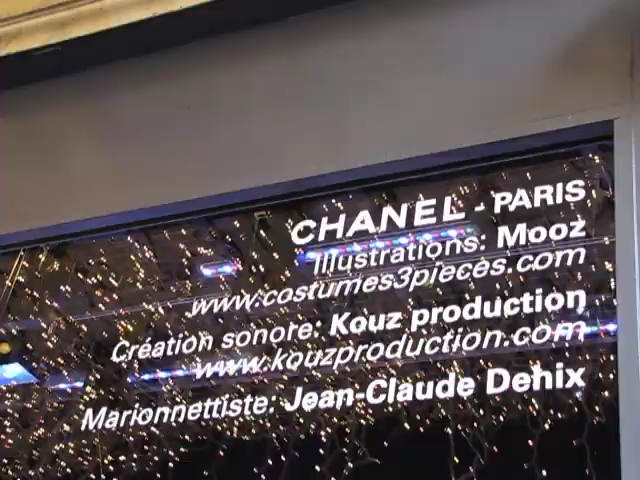 CHANEL - PARIS
Illustrations: Mooz
www.costumes3pieces.com
Création sonore: Kouz production
www.kouzproduction.com
Marionnettiste: Jean-Claude Dehix